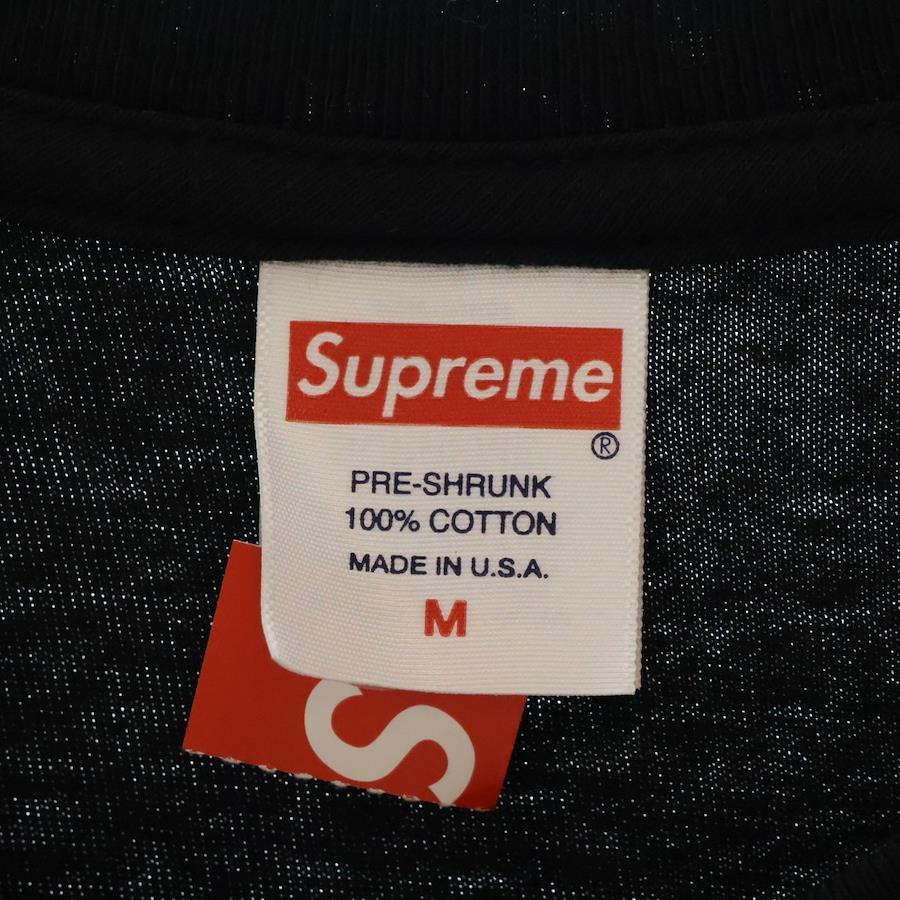 Supreme
®
PRE-SHRUNK
100% COTTON
MADE IN U.S.A.
M
S